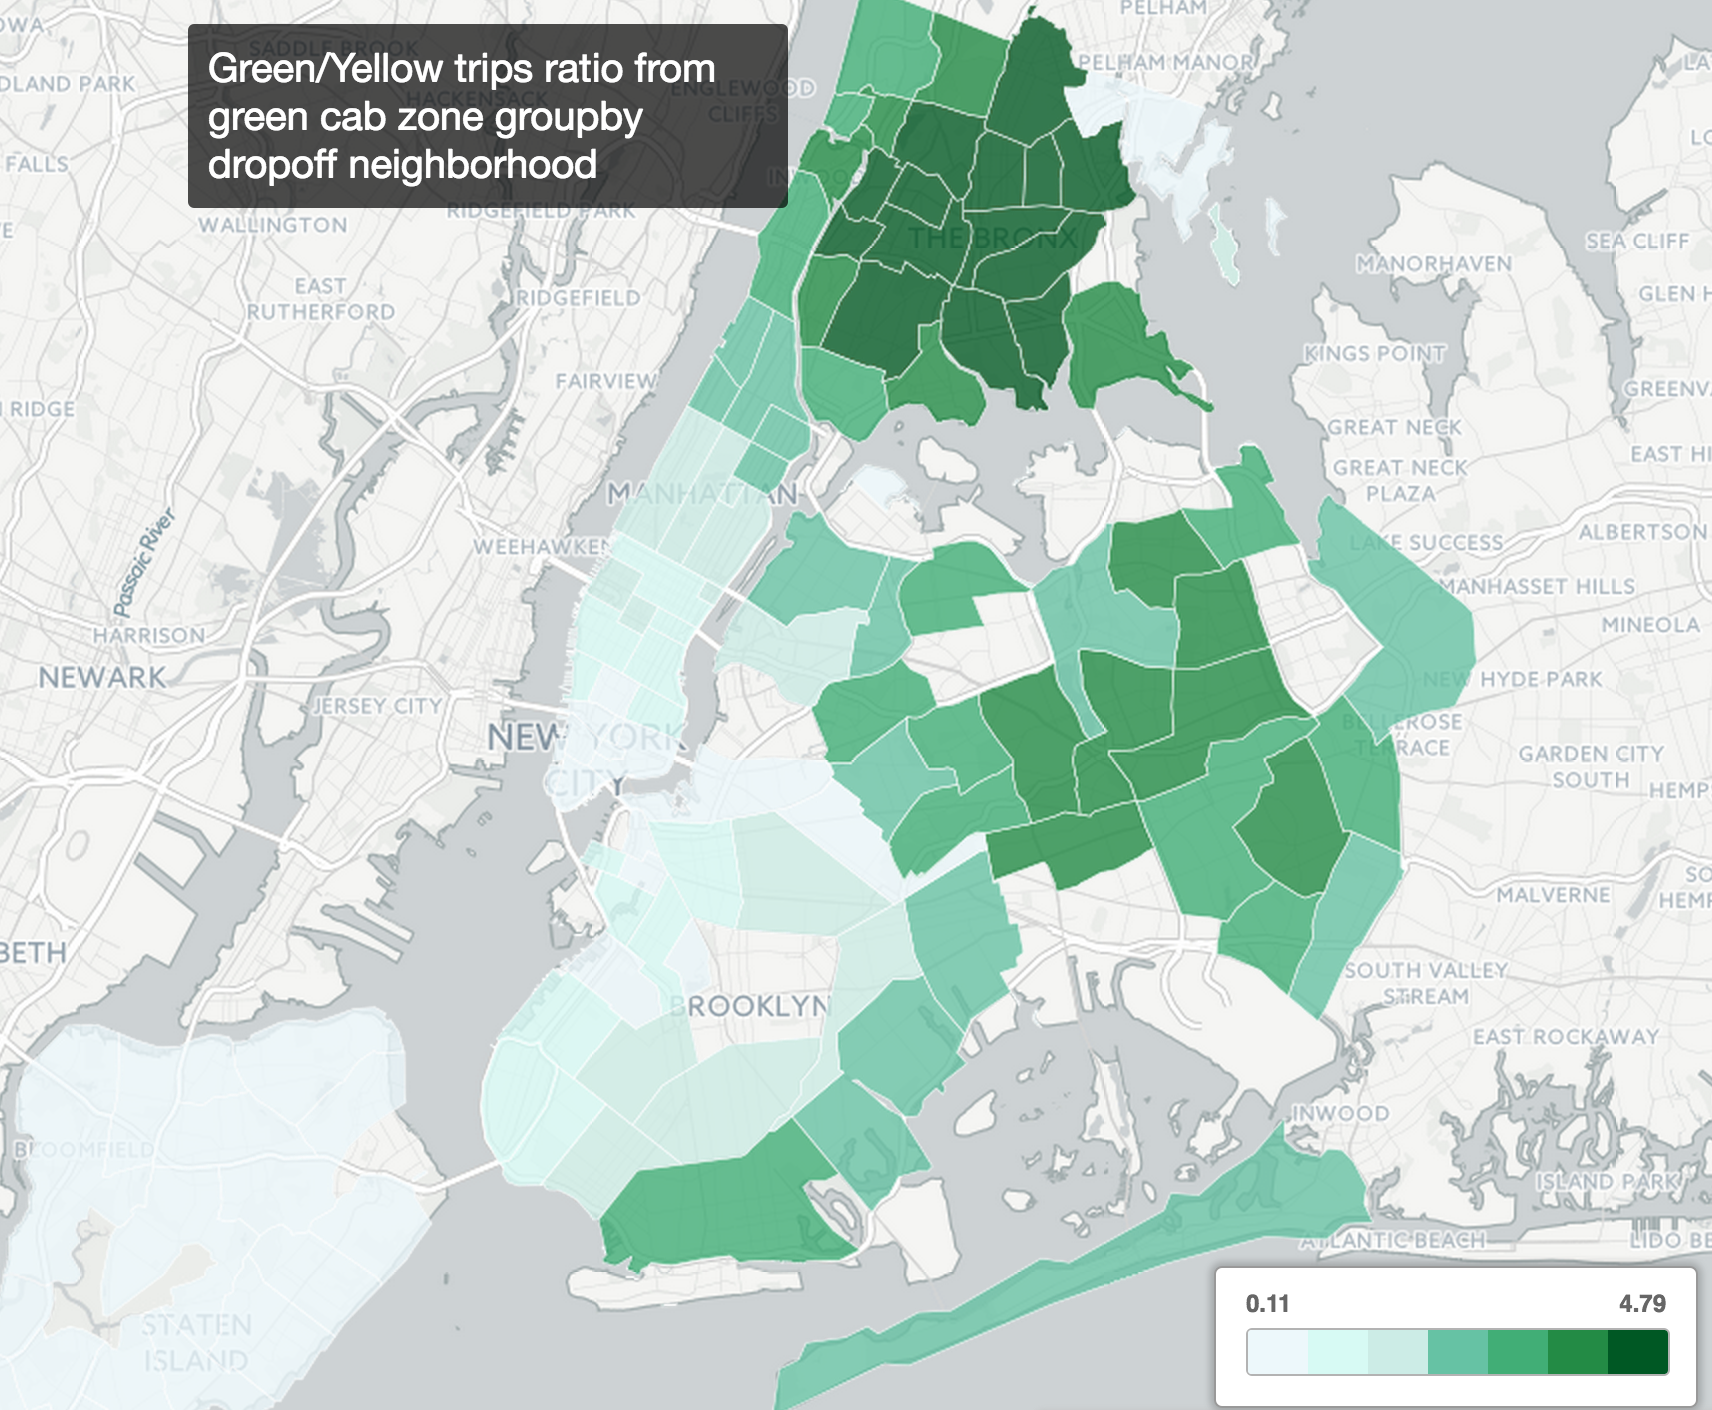 Green/Yellow trips ratio from
green cab zone groupby
dropoff neighborhood
PELHAM
SADDLE BROOK
PELHAM MANOR
DLAND PARK
HACKENSACK
ENGLEWOOD
CLIFFS
FALLS
INWOOD
RIDGEFIELD PARK
WALLINGTON
THE BRONX
SEA CLIFF
MANORHAVEN
EAST
RUTHERFORD
RIDGEFIELD
GLEN H
KINGS POINT
FAIRVIEW
GREENV
RIDGE
GREAT NECK
EAST HI
GREAT NECK
PLAZA
MANHATTAN
Passaic River
ALBERTSON
LAKE SUCCESS
WEEHAWKEN
MANHASSET HILLS
MINEOLA
HARRISON
NEWARK
NEW HYDE PARK
JERSEY CITY
BELLEROSE
TERRACE
NEW YORK
CITY
GARDEN CITY
SOUTH
HEMP
MALVERNE
SO
HEMP
BETH
SOUTH VALLEY
STREAM
BROOKLYN
EAST ROCKAWAY
INWOOD
BLOOMFIELD
ISLAND PARK
ATLANTIC BEACH
LIDO BE
STATEN
ISLAND
0.11
4.79